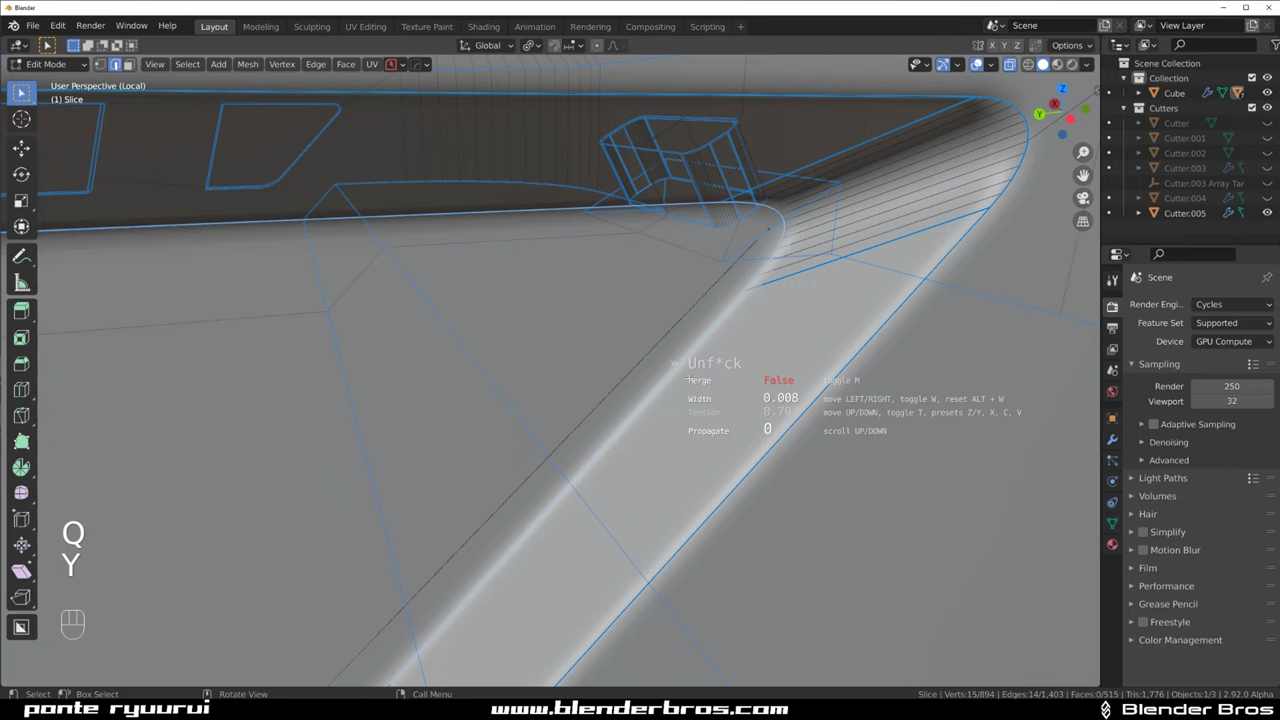 Blender
File Edit Render Window Help Layout Modeling Sculpting UV Editing Texture Paint Shading Animation Rendering Compositing Scripting Scene View Layer
Global X Y Z Options
Edit Mode View Select Add Mesh Vertex Edge Face UV
User Perspective (Local)
(1) Slice
Scene Collection
Collection
Cube
Cutters
Cutter
Cutter.001
Cutter.002
Cutter.003
Cutter.003 Array Tar
Cutter.004
Cutter.005
Z
X
Y
Scene
Render Engi... Cycles
Feature Set Supported
Device GPU Compute
Sampling
Render 250
Viewport 32
Adaptive Sampling
Denoising
Advanced
Light Paths
Volumes
Hair
Simplify
Motion Blur
Film
Performance
Grease Pencil
Freestyle
Color Management
» Unf*ck
Merge False toggle M
Width 0.008 move LEFT/RIGHT, toggle W, reset ALT + W
Tension 0.70 move UP/DOWN, toggle T, presets Z/Y, X, C, V
Propagate 0 scroll UP/DOWN
Q
Y
Select Box Select Rotate View Call Menu Slice | Verts:15/894 | Edges:14/1,403 | Faces:0/515 | Tris:1,776 | Objects:1/3 | 2.92.0 Alpha
ponte ryuurui www.blenderbros.com Blender Bros